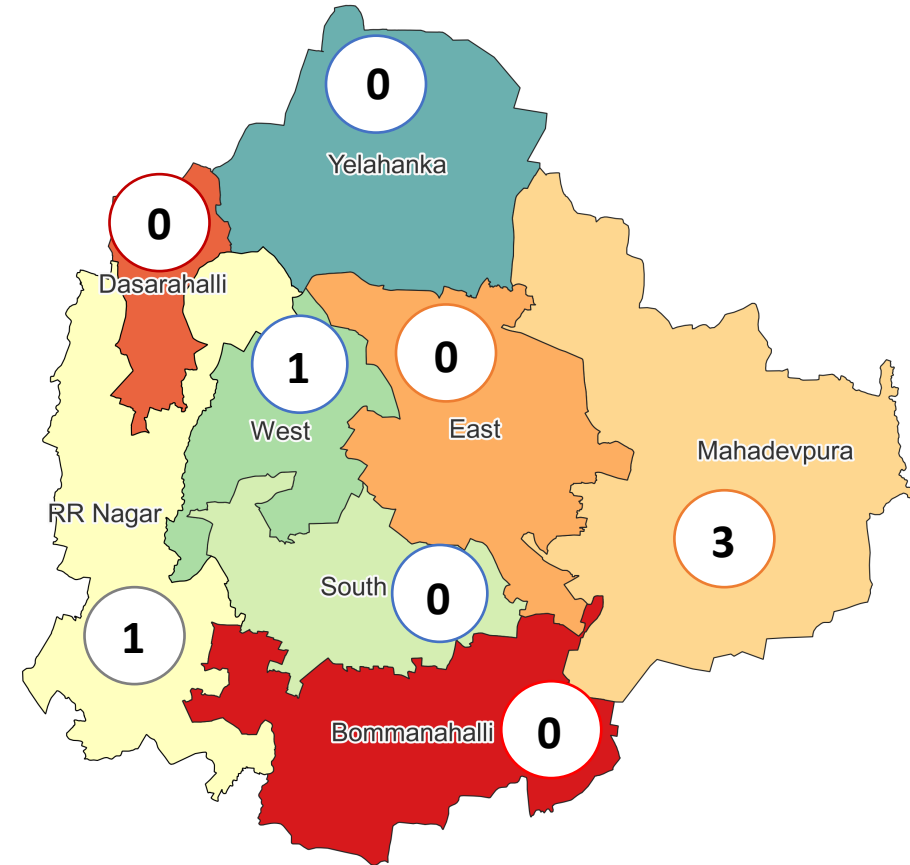 0
Yelahanka
0
Dasarahalli
1
0
West
East
Mahadevpura
RR Nagar
3
South
0
1
Bommanahalli
0